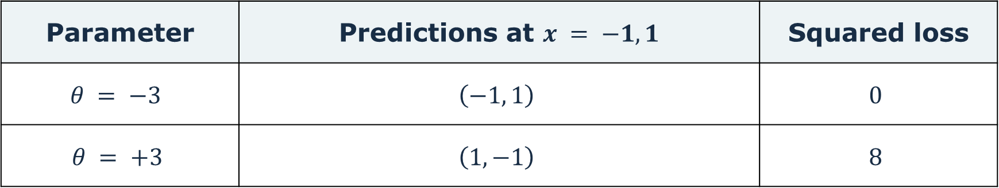 Parameter Predictions at x = −1, 1 Squared loss
θ = −3 (−1, 1) 0
θ = +3 (1, −1) 8